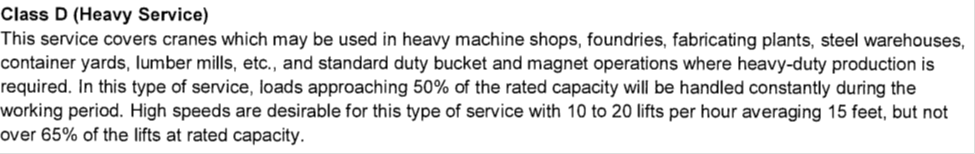 Class D (Heavy Service)
This service covers cranes which may be used in heavy machine shops, foundries, fabricating plants, steel warehouses,
container yards, lumber mills, etc., and standard duty bucket and magnet operations where heavy-duty production is
required. In this type of service, loads approaching 50% of the rated capacity will be handled constantly during the
working period. High speeds are desirable for this type of service with 10 to 20 lifts per hour averaging 15 feet, but not
over 65% of the lifts at rated capacity.